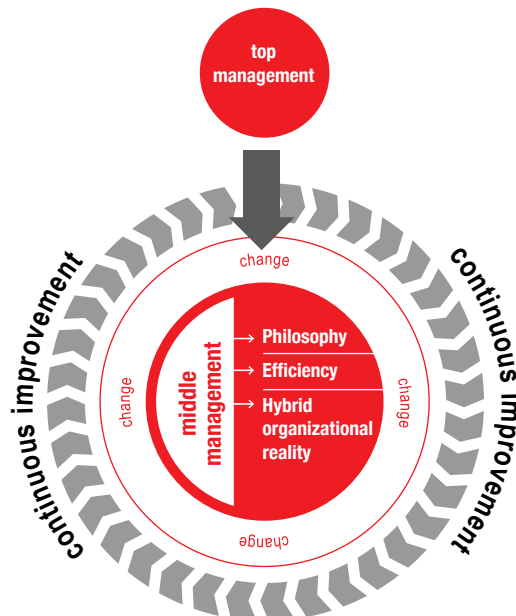 top
management
continuous improvement
continuous improvement
change
change
change
change
middle
management
Philosophy
Efficiency
Hybrid
organizational
reality